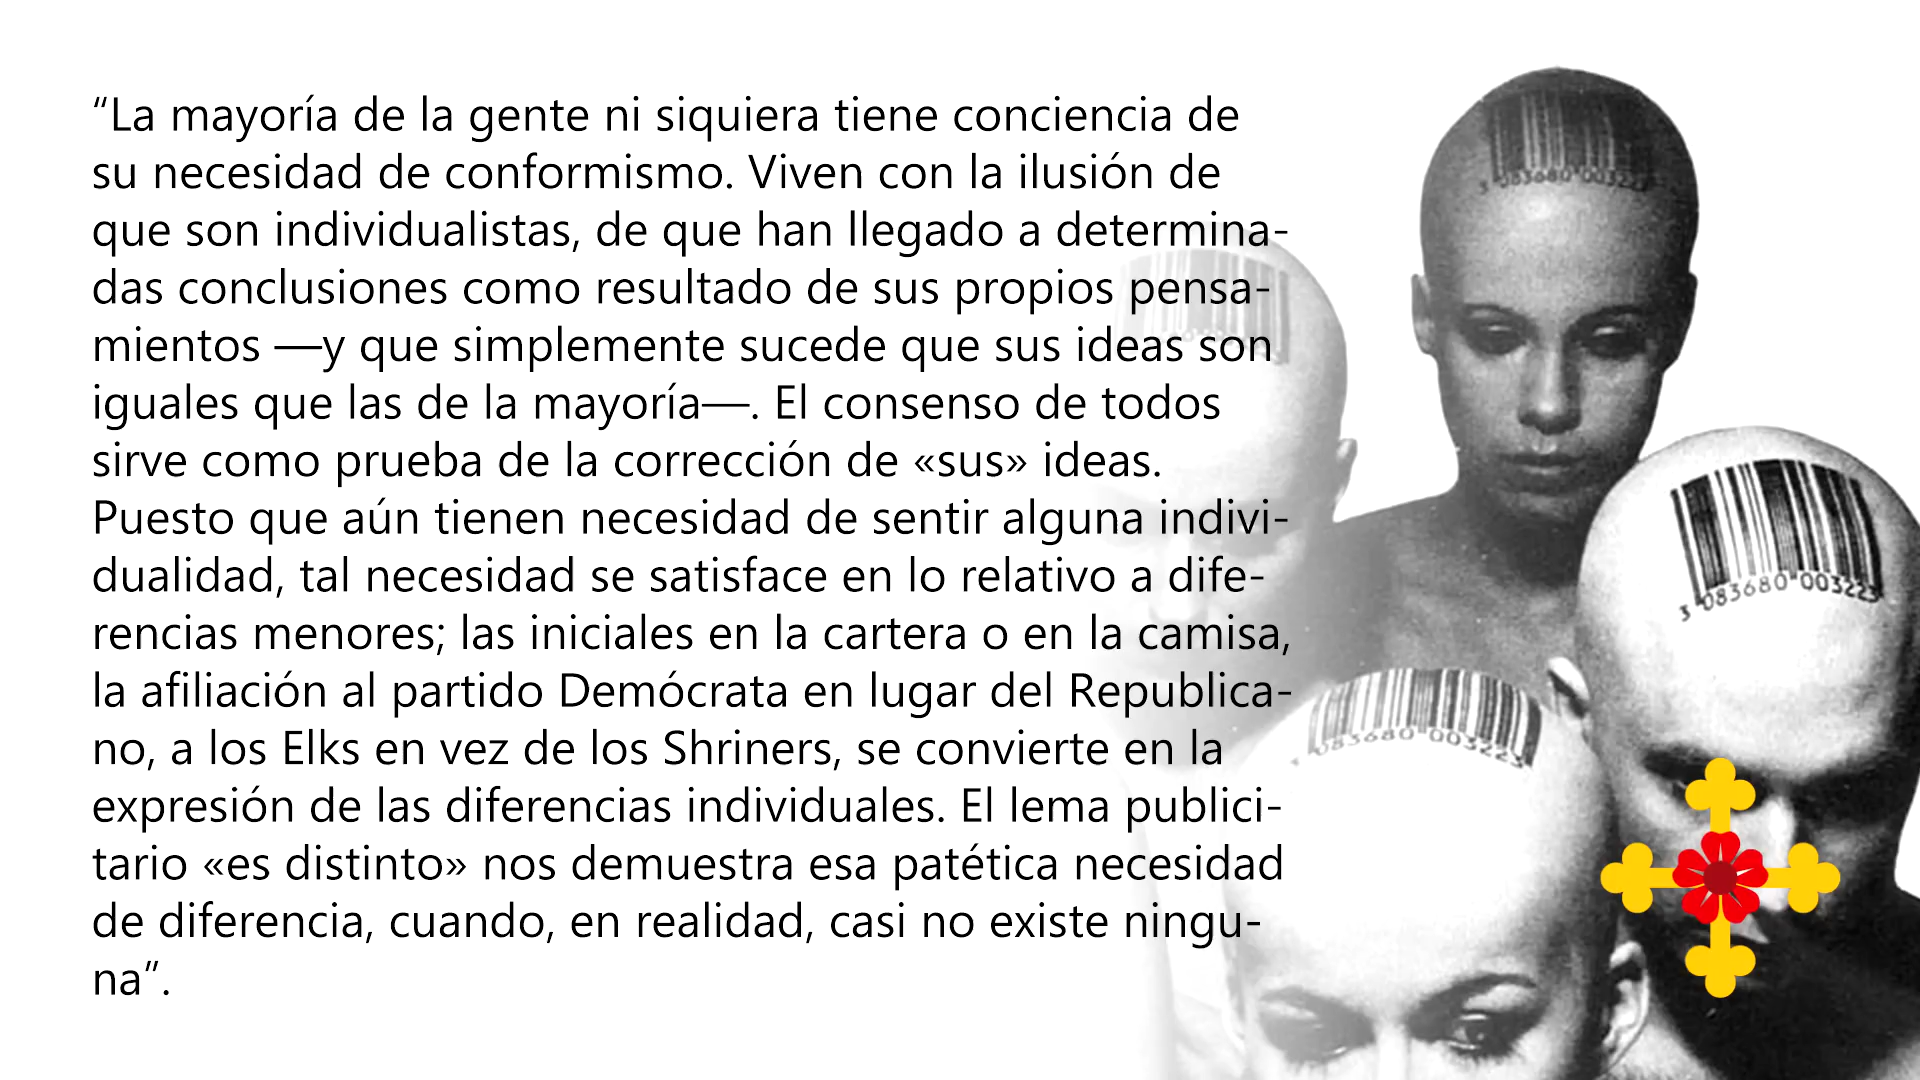 “La mayoría de la gente ni siquiera tiene conciencia de
su necesidad de conformismo. Viven con la ilusión de
que son individualistas, de que han llegado a determina-
das conclusiones como resultado de sus propios pensa-
mientos —y que simplemente sucede que sus ideas son
iguales que las de la mayoría—. El consenso de todos
sirve como prueba de la corrección de «sus» ideas.
Puesto que aún tienen necesidad de sentir alguna indivi-
dualidad, tal necesidad se satisface en lo relativo a dife-
rencias menores; las iniciales en la cartera o en la camisa,
la afiliación al partido Demócrata en lugar del Republica-
no, a los Elks en vez de los Shriners, se convierte en la
expresión de las diferencias individuales. El lema publici-
tario «es distinto» nos demuestra esa patética necesidad
de diferencia, cuando, en realidad, casi no existe ningu-
na”.
3 083680 003223
3 083680 003223
083680 003223